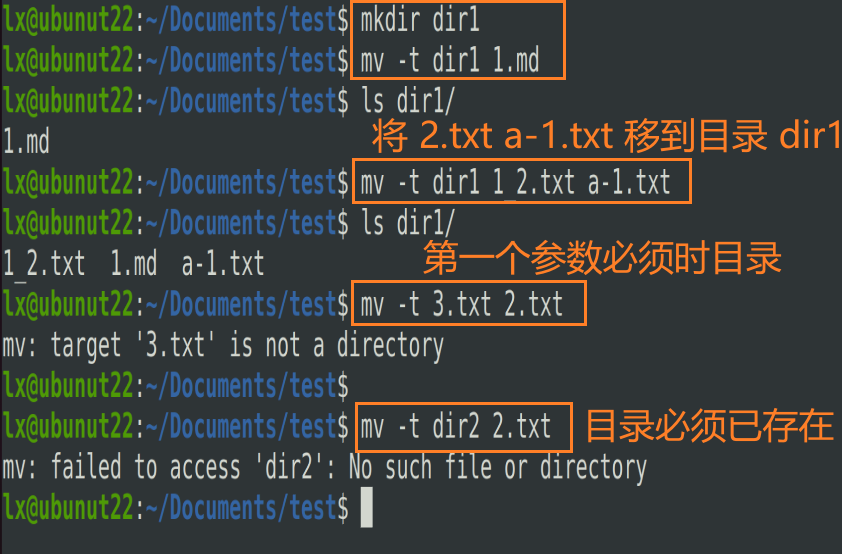 lx@ubunut22:~/Documents/test$ mkdir dir1
lx@ubunut22:~/Documents/test$ mv -t dir1 1.md
lx@ubunut22:~/Documents/test$ ls dir1/
1.md
将 2.txt a-1.txt 移到目录 dir1
lx@ubunut22:~/Documents/test$ mv -t dir1 1_2.txt a-1.txt
lx@ubunut22:~/Documents/test$ ls dir1/
1_2.txt  1.md  a-1.txt
第一个参数必须时目录
lx@ubunut22:~/Documents/test$ mv -t 3.txt 2.txt
mv: target '3.txt' is not a directory
lx@ubunut22:~/Documents/test$
lx@ubunut22:~/Documents/test$ mv -t dir2 2.txt 目录必须已存在
mv: failed to access 'dir2': No such file or directory
lx@ubunut22:~/Documents/test$